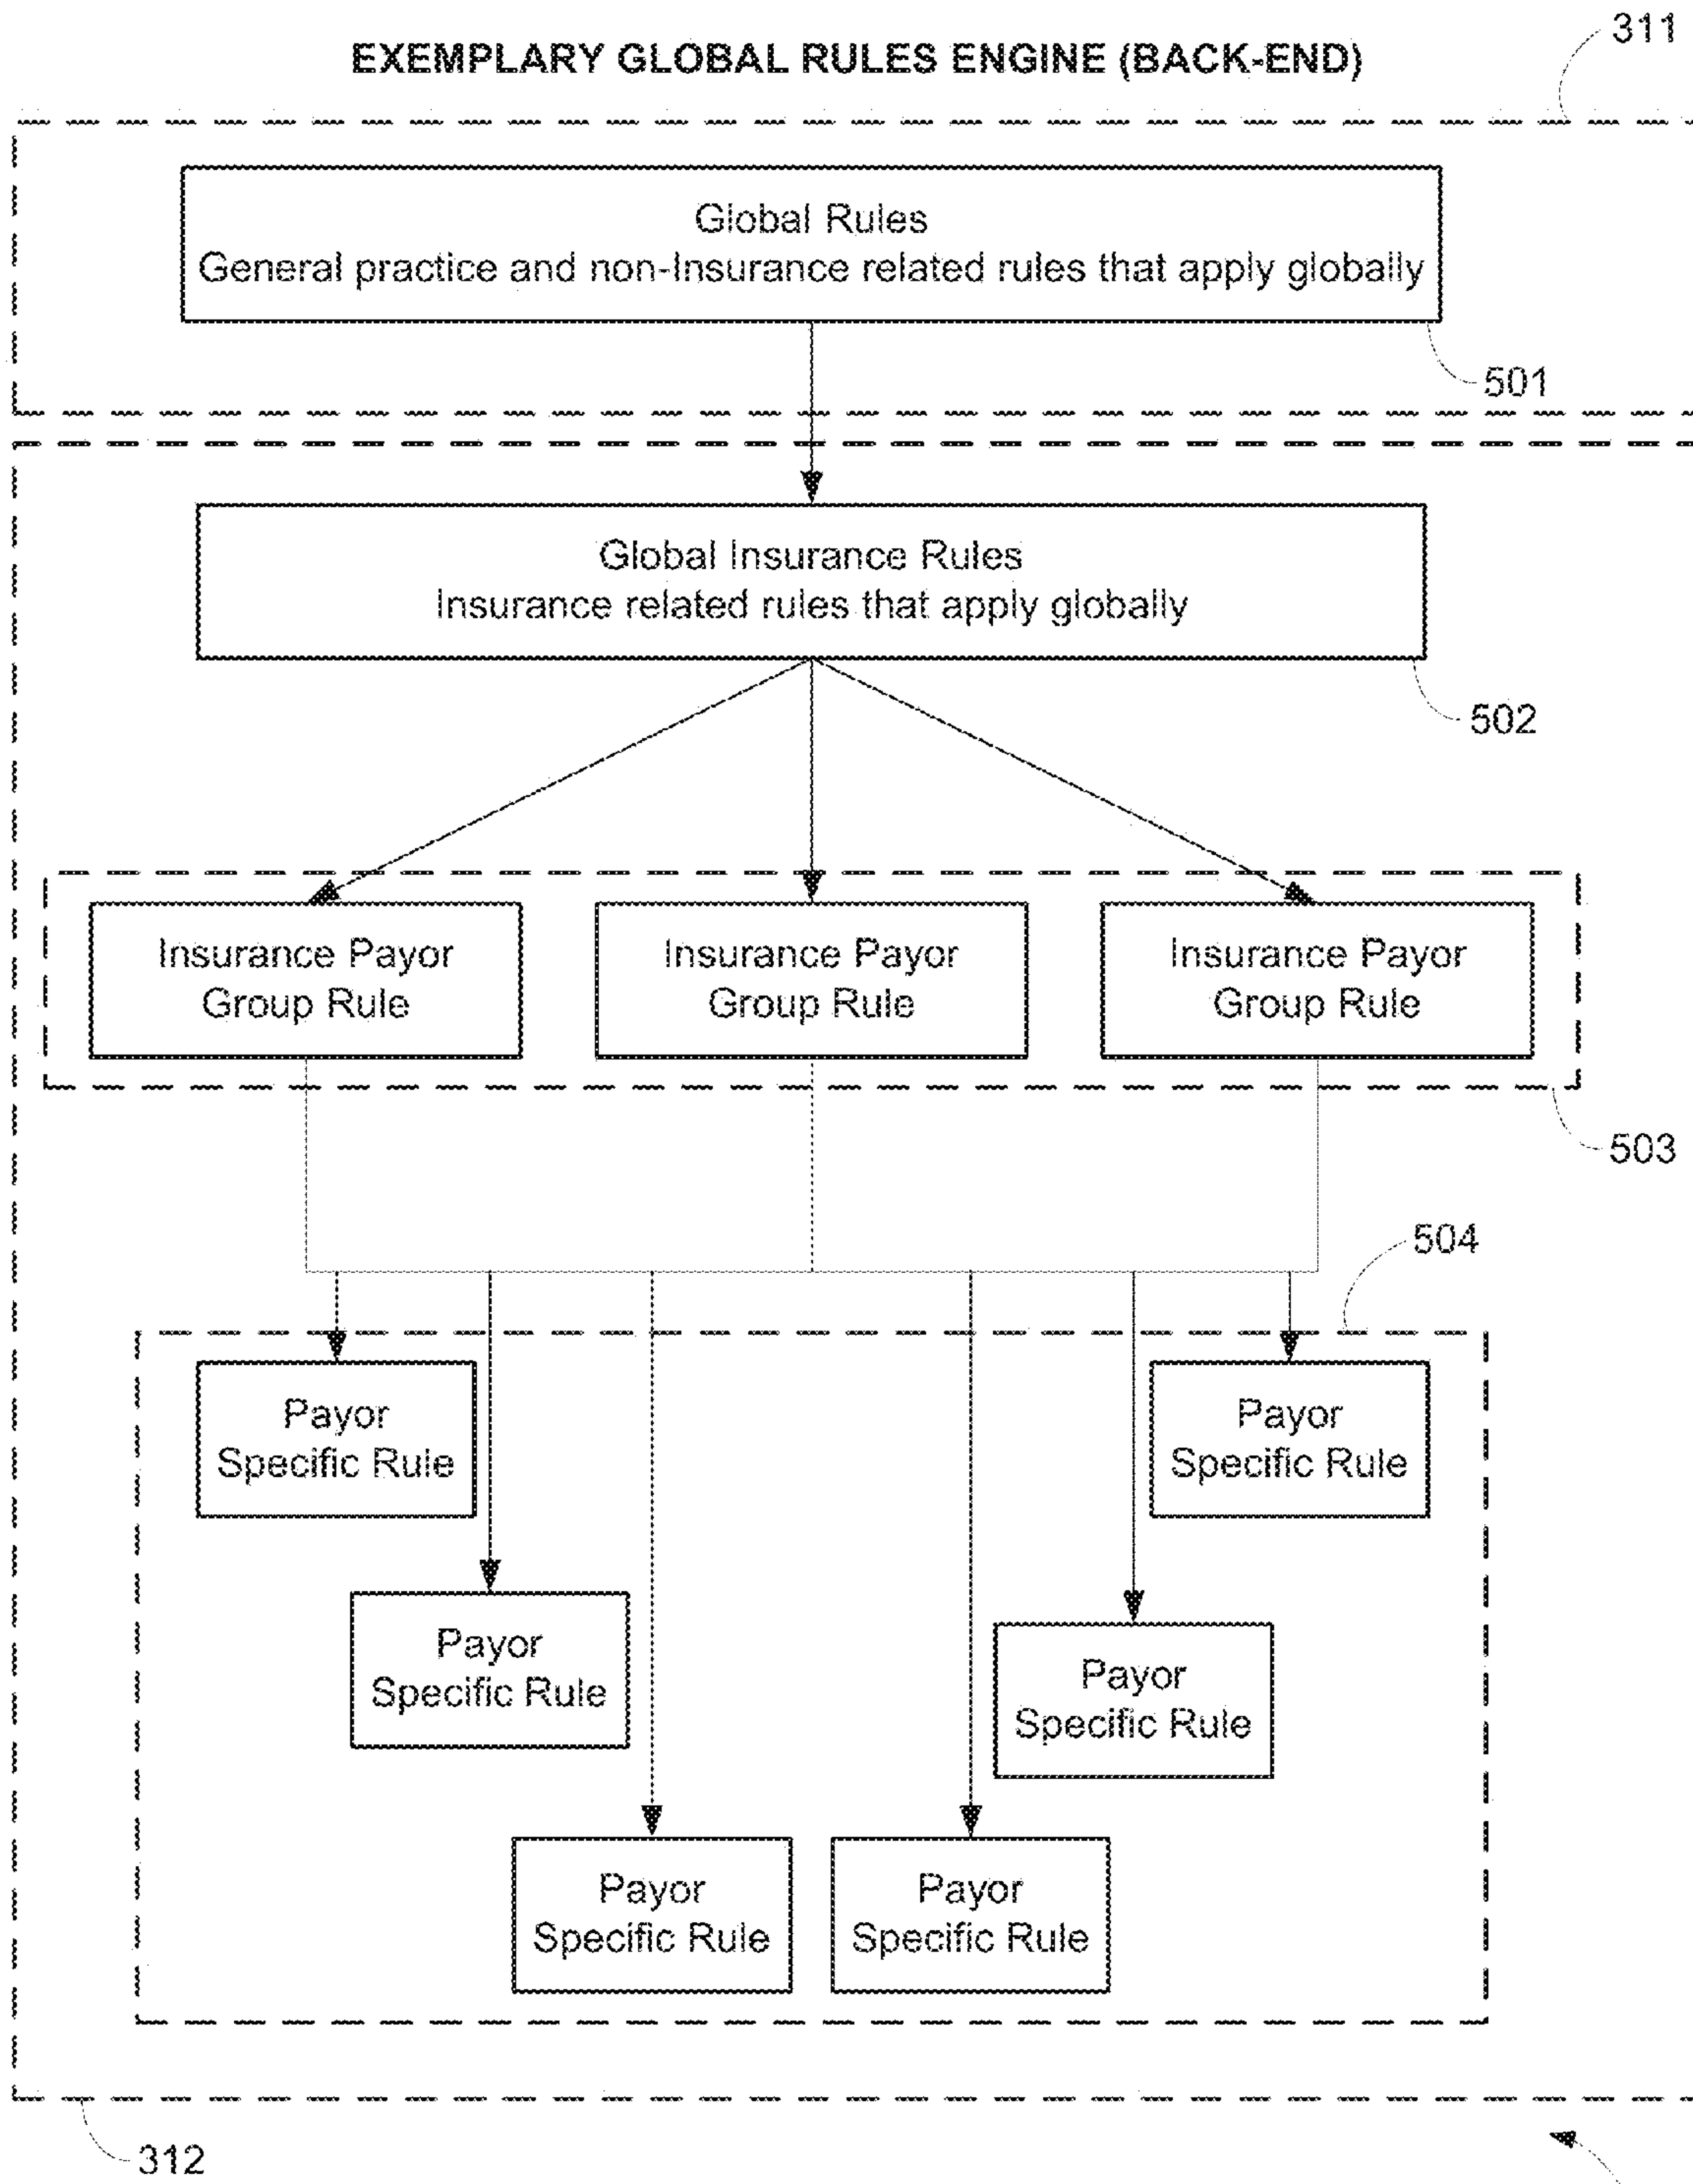 311
EXEMPLARY GLOBAL RULES ENGINE (BACK-END)
Global Rules
General practice and non-Insurance related rules that apply globally
501
Global Insurance Rules
Insurance related rules that apply globally
502
Insurance Payor
Group Rule
Insurance Payor
Group Rule
Insurance Payor
Group Rule
503
504
Payor
Specific Rule
Payor
Specific Rule
Payor
Specific Rule
Payor
Specific Rule
Payor
Specific Rule
Payor
Specific Rule
312